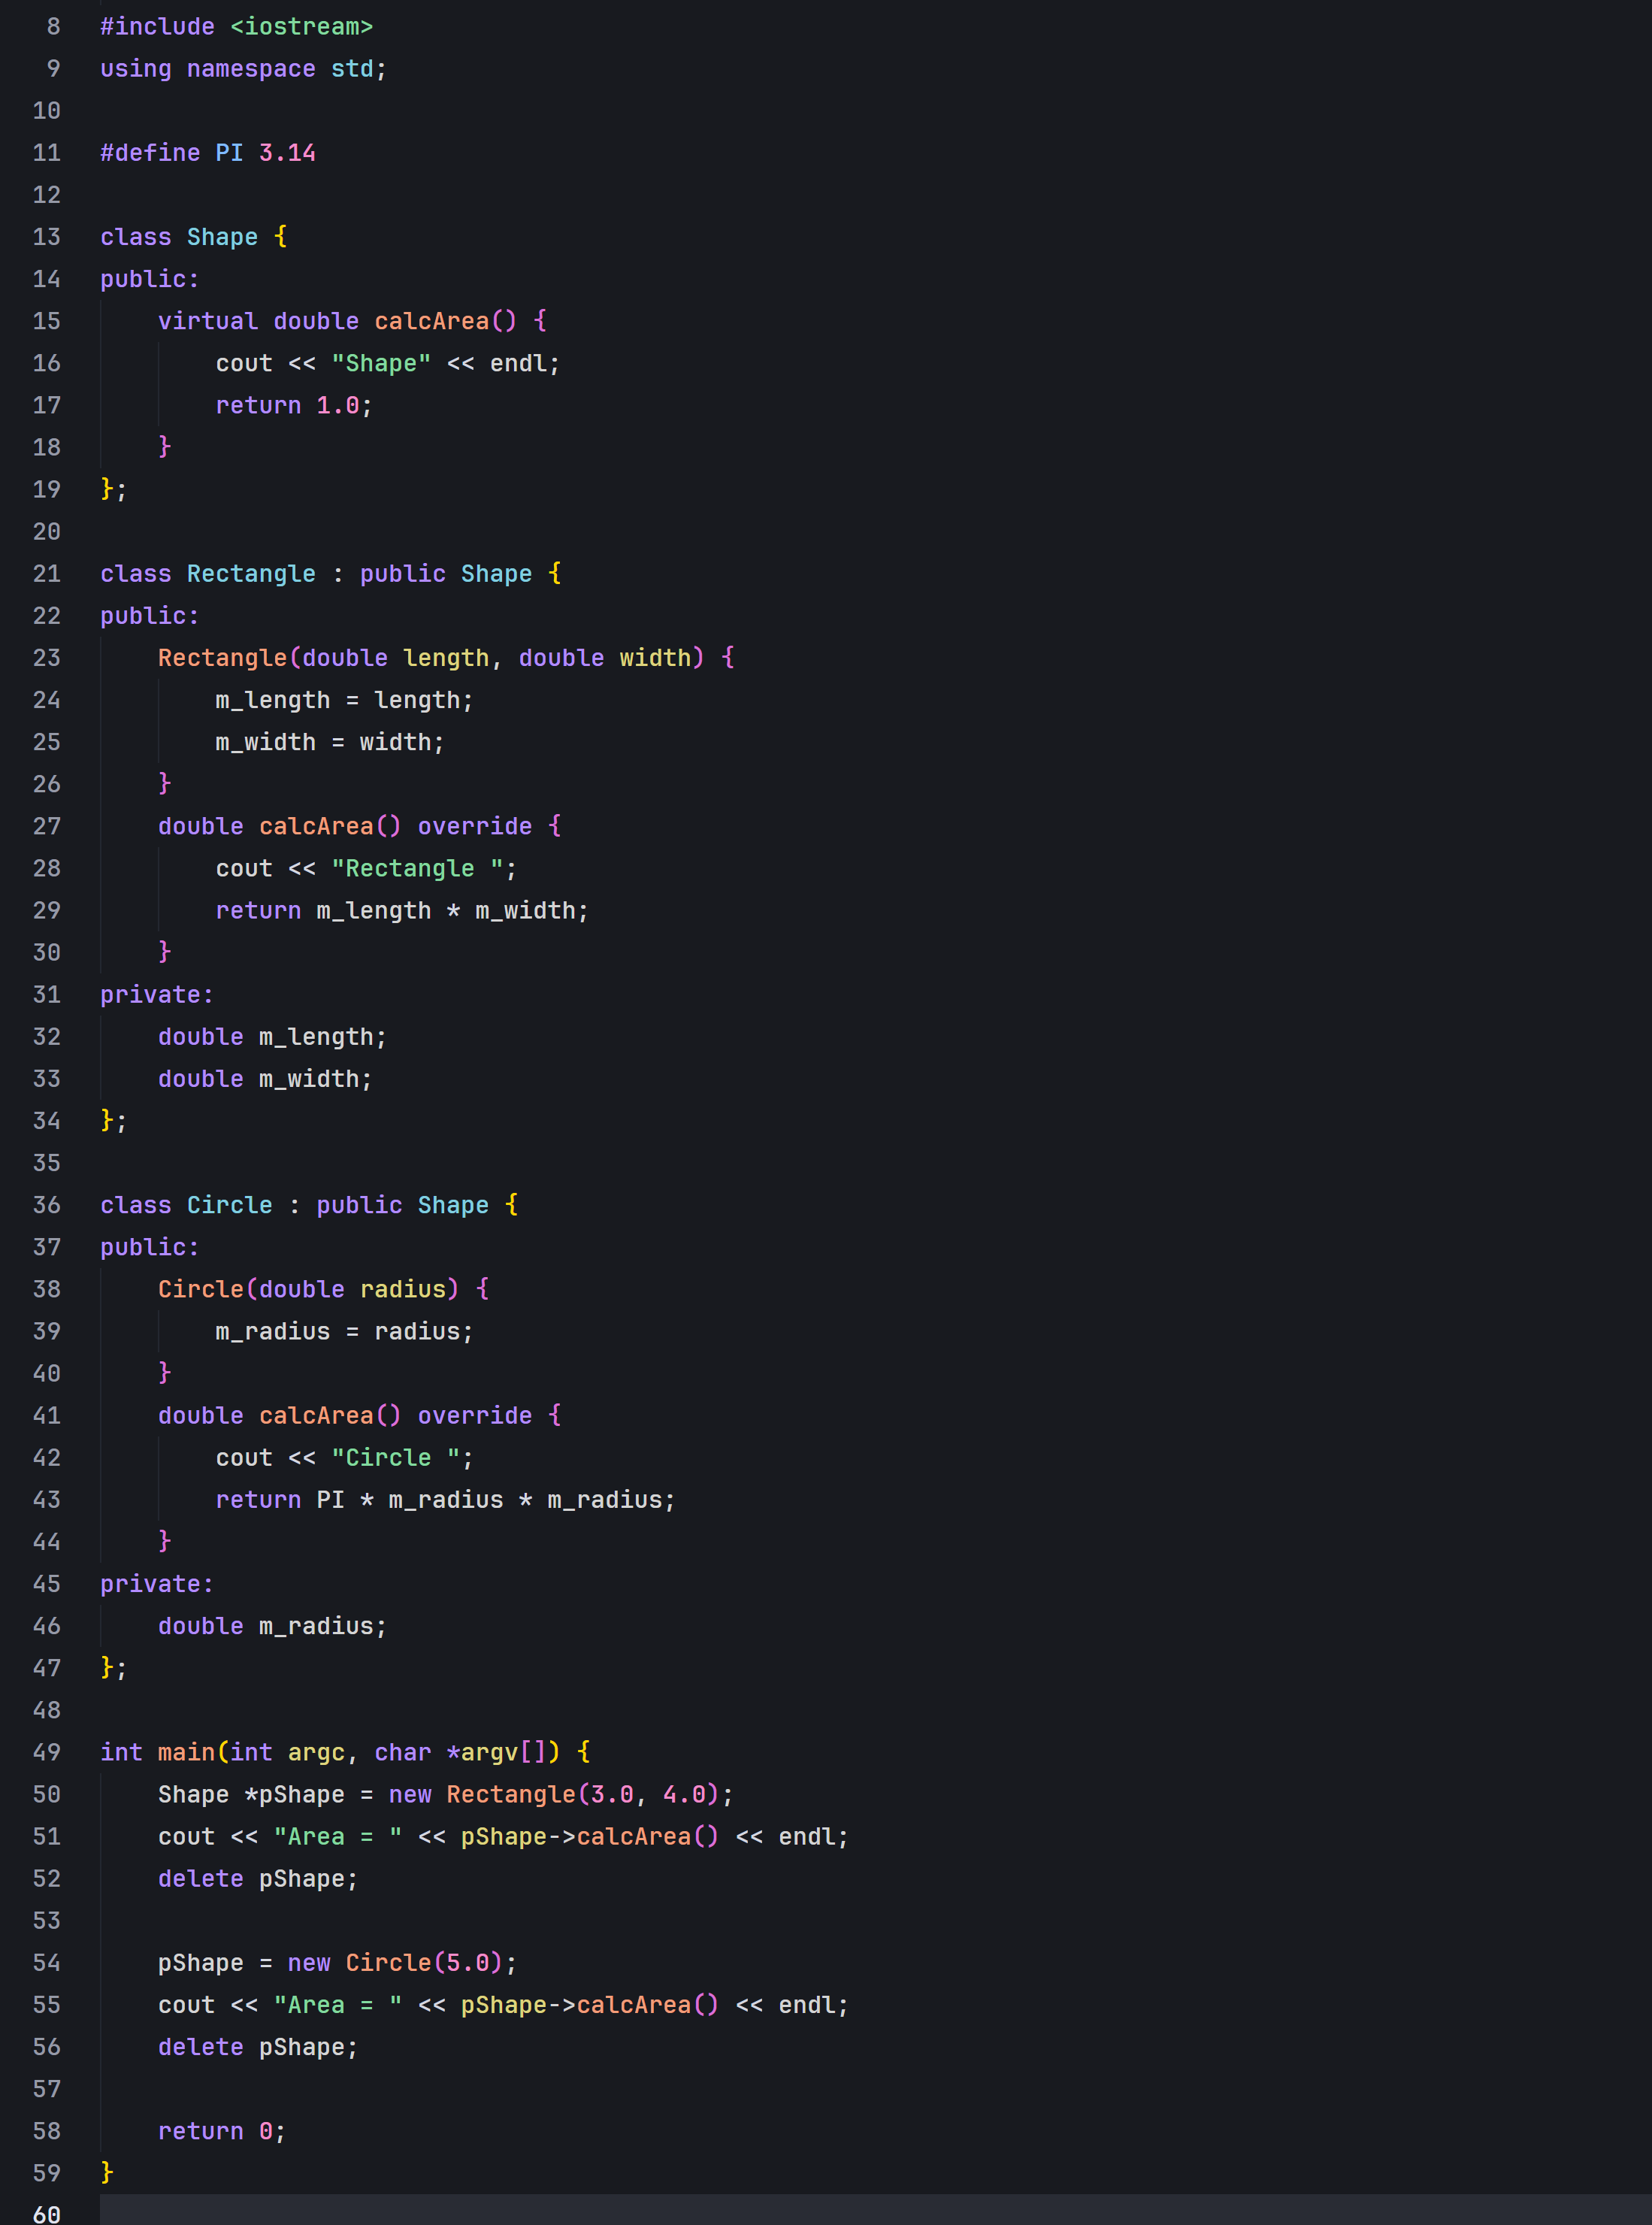 8 #include <iostream>
9 using namespace std;
10
11 #define PI 3.14
12
13 class Shape {
14 public:
15     virtual double calcArea() {
16         cout << "Shape" << endl;
17         return 1.0;
18     }
19 };
20
21 class Rectangle : public Shape {
22 public:
23     Rectangle(double length, double width) {
24         m_length = length;
25         m_width = width;
26     }
27     double calcArea() override {
28         cout << "Rectangle ";
29         return m_length * m_width;
30     }
31 private:
32     double m_length;
33     double m_width;
34 };
35
36 class Circle : public Shape {
37 public:
38     Circle(double radius) {
39         m_radius = radius;
40     }
41     double calcArea() override {
42         cout << "Circle ";
43         return PI * m_radius * m_radius;
44     }
45 private:
46     double m_radius;
47 };
48
49 int main(int argc, char *argv[]) {
50     Shape *pShape = new Rectangle(3.0, 4.0);
51     cout << "Area = " << pShape->calcArea() << endl;
52     delete pShape;
53
54     pShape = new Circle(5.0);
55     cout << "Area = " << pShape->calcArea() << endl;
56     delete pShape;
57
58     return 0;
59 }
60